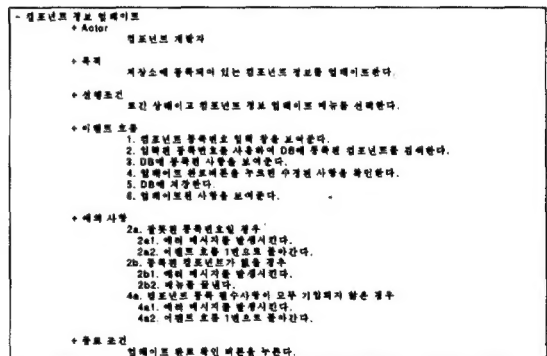 - 컴포넌트 정보 업데이트
+ Actor
컴포넌트 개발자
+ 목적
저장소에 등록되어 있는 컴포넌트 정보를 업데이트한다.
+ 선행조건
로긴 상태이고 컴포넌트 정보 업데이트 메뉴를 선택한다.
+ 이벤트 흐름
1. 컴포넌트 등록번호 입력 창을 보여준다.
2. 입력된 등록번호를 사용하여 DB에 등록된 컴포넌트를 검색한다.
3. DB에 등록된 사항을 보여준다.
4. 업데이트 완료버튼을 누르면 수정된 사항을 확인한다.
5. DB에 저장한다.
6. 업데이트된 사항을 보여준다.
+ 예외 사항
2a. 잘못된 등록번호일 경우
2a1. 에러 메시지를 발생시킨다.
2a2. 이벤트 흐름 1번으로 돌아간다.
2b. 등록된 컴포넌트가 없을 경우
2b1. 에러 메시지를 발생시킨다.
2b2. 메뉴를 끝낸다.
4a. 컴포넌트 등록 필수사항이 모두 기입되지 않은 경우
4a1. 에러 메시지를 발생시킨다.
4a2. 이벤트 흐름 1번으로 돌아간다.
+ 종료 조건
업데이트 완료 확인 버튼을 누른다.